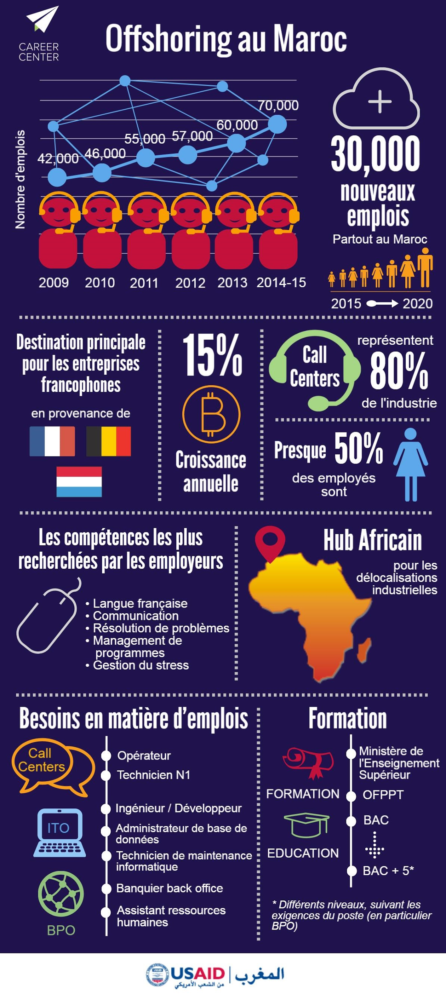 CAREER
CENTER
Offshoring au Maroc
Nombre d'emplois
42,000
46,000
55,000
57,000
60,000
70,000
2009
2010
2011
2012
2013
2014-15
30,000
nouveaux
emplois
Partout au Maroc
2015
2020
Destination principale
pour les entreprises
francophones
en provenance de
15%
Croissance
annuelle
Call
Centers
représentent
80%
de l'industrie
Presque 50%
des employés
sont
Les compétences les plus
recherchées par les employeurs
• Langue française
• Communication
• Résolution de problèmes
• Management de
programmes
• Gestion du stress
Hub Africain
pour les
délocalisations
industrielles
Besoins en matière d'emplois
Call
Centers
Opérateur
Technicien N1
ITO
Ingénieur / Développeur
Administrateur de base de
données
Technicien de maintenance
informatique
BPO
Banquier back office
Assistant ressources
humaines
Formation
FORMATION
Ministère de
l'Enseignement
Supérieur
OFPPT
EDUCATION
BAC
BAC + 5*
* Différents niveaux, suivant les
exigences du poste (en particulier
BPO)
USAID
USAID | المغرب
من الشعب الأمريكي